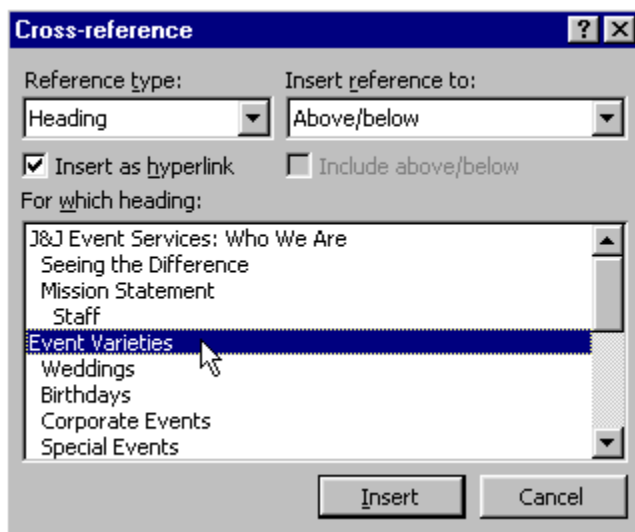 Cross-reference
Reference type: Insert reference to:
Heading Above/below
Insert as hyperlink Include above/below
For which heading:
J&J Event Services: Who We Are
Seeing the Difference
Mission Statement
Staff
Event Varieties
Weddings
Birthdays
Corporate Events
Special Events
Insert Cancel